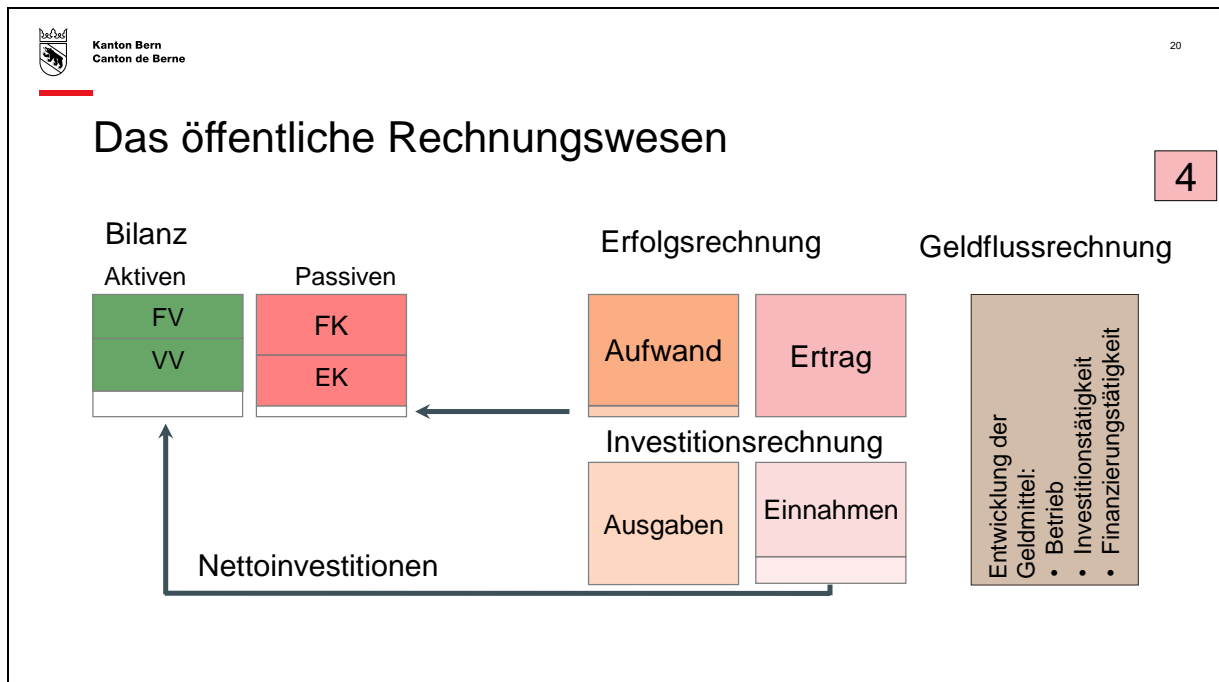 Kanton Bern
Canton de Berne
20
Das öffentliche Rechnungswesen
4
Bilanz
Aktiven
Passiven
FV
VV
FK
EK
Erfolgsrechnung
Aufwand
Ertrag
Investitionsrechnung
Ausgaben
Einnahmen
Nettoinvestitionen
Geldflussrechnung
Entwicklung der
Geldmittel:
• Betrieb
• Investitionstätigkeit
• Finanzierungstätigkeit